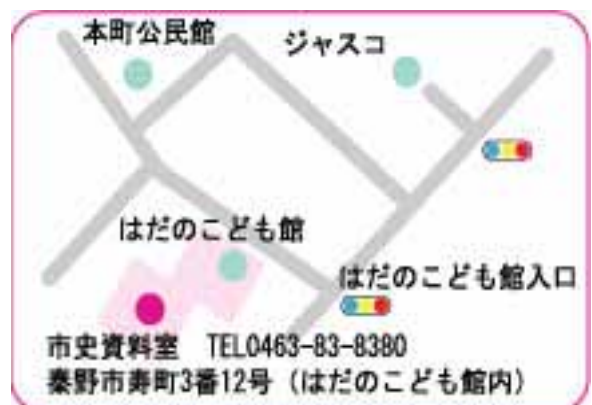 本町公民館
ジャスコ
はだのこども館
はだのこども館入口
市史資料室 TEL0463-83-8380
秦野市寿町3番12号（はだのこども館内）